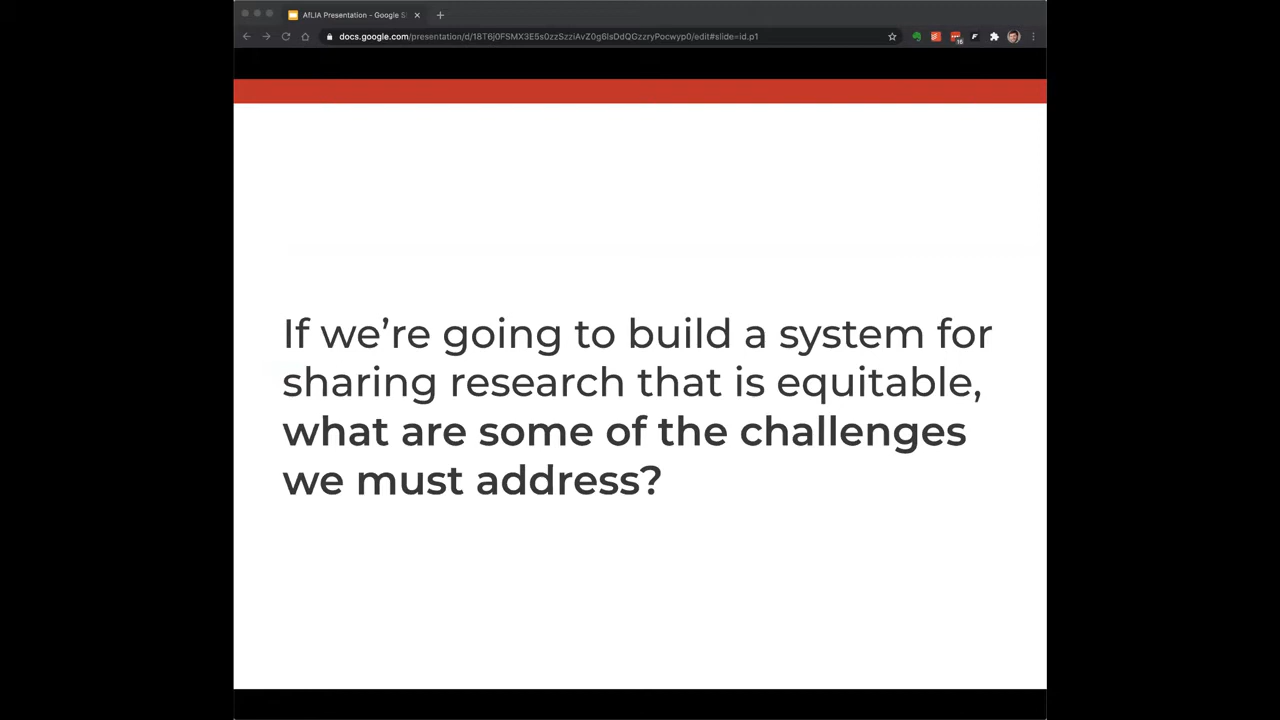 AfLIA Presentation - Google S
docs.google.com/presentation/d/18T6j0FSMX3E5s0zzSzziAvZ0g6lsDdQGzzryPocwyp0/edit#slide=id.p1
If we’re going to build a system for
sharing research that is equitable,
what are some of the challenges
we must address?